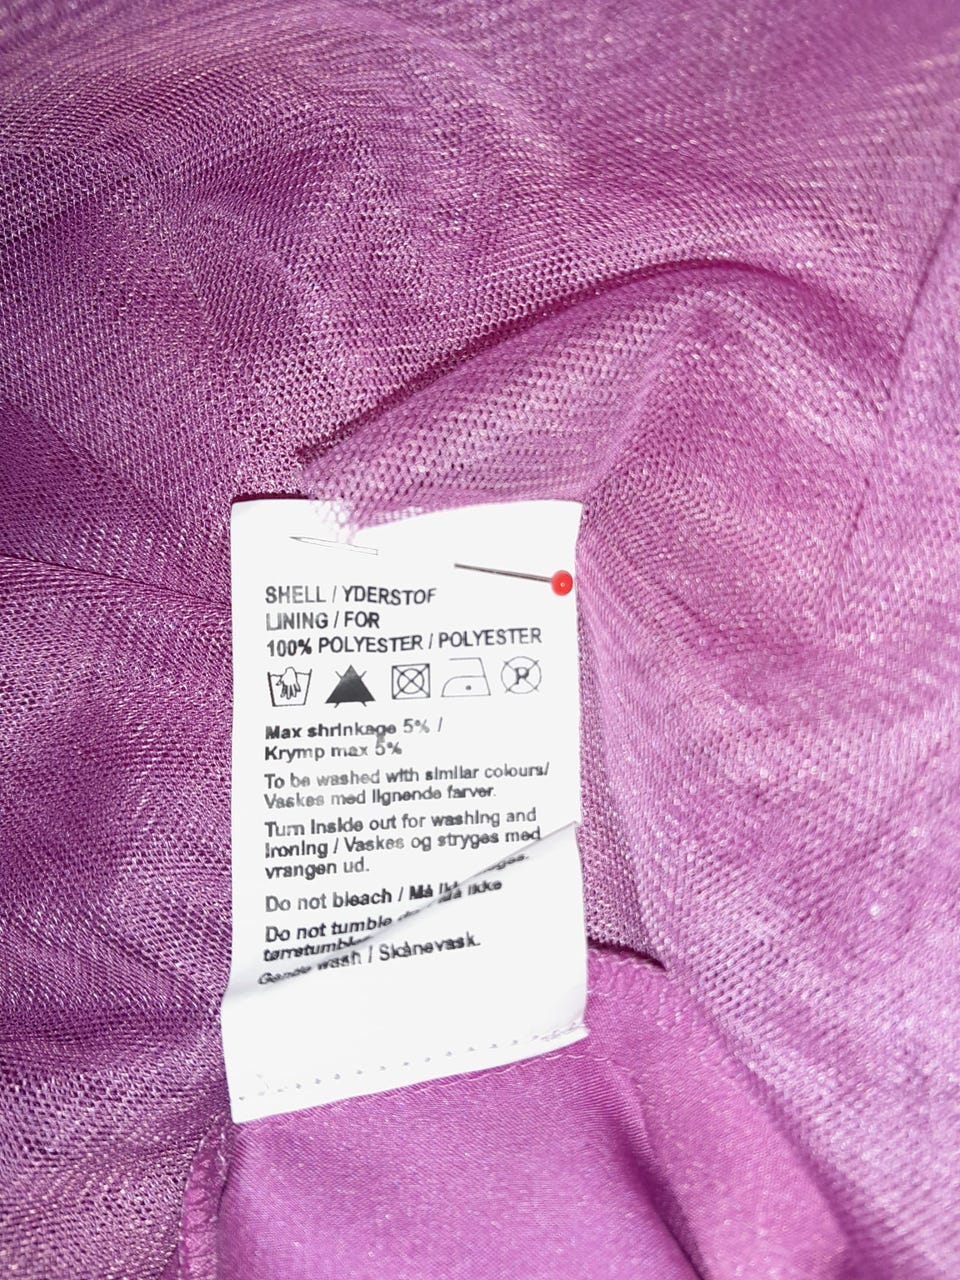 SHELL / YDERSTOF
LINING / FOR
100% POLYESTER / POLYESTER
P
Max shrinkage 5% /
Krymp max 5%
To be washed with similar colours/
Vaskes med lignende farver.
Turn inside out for washing and
ironing / Vaskes og stryges med
vrangen ud.
Do not bleach / Må ikke
Do not tumble
Gentle wash / Skånevask.